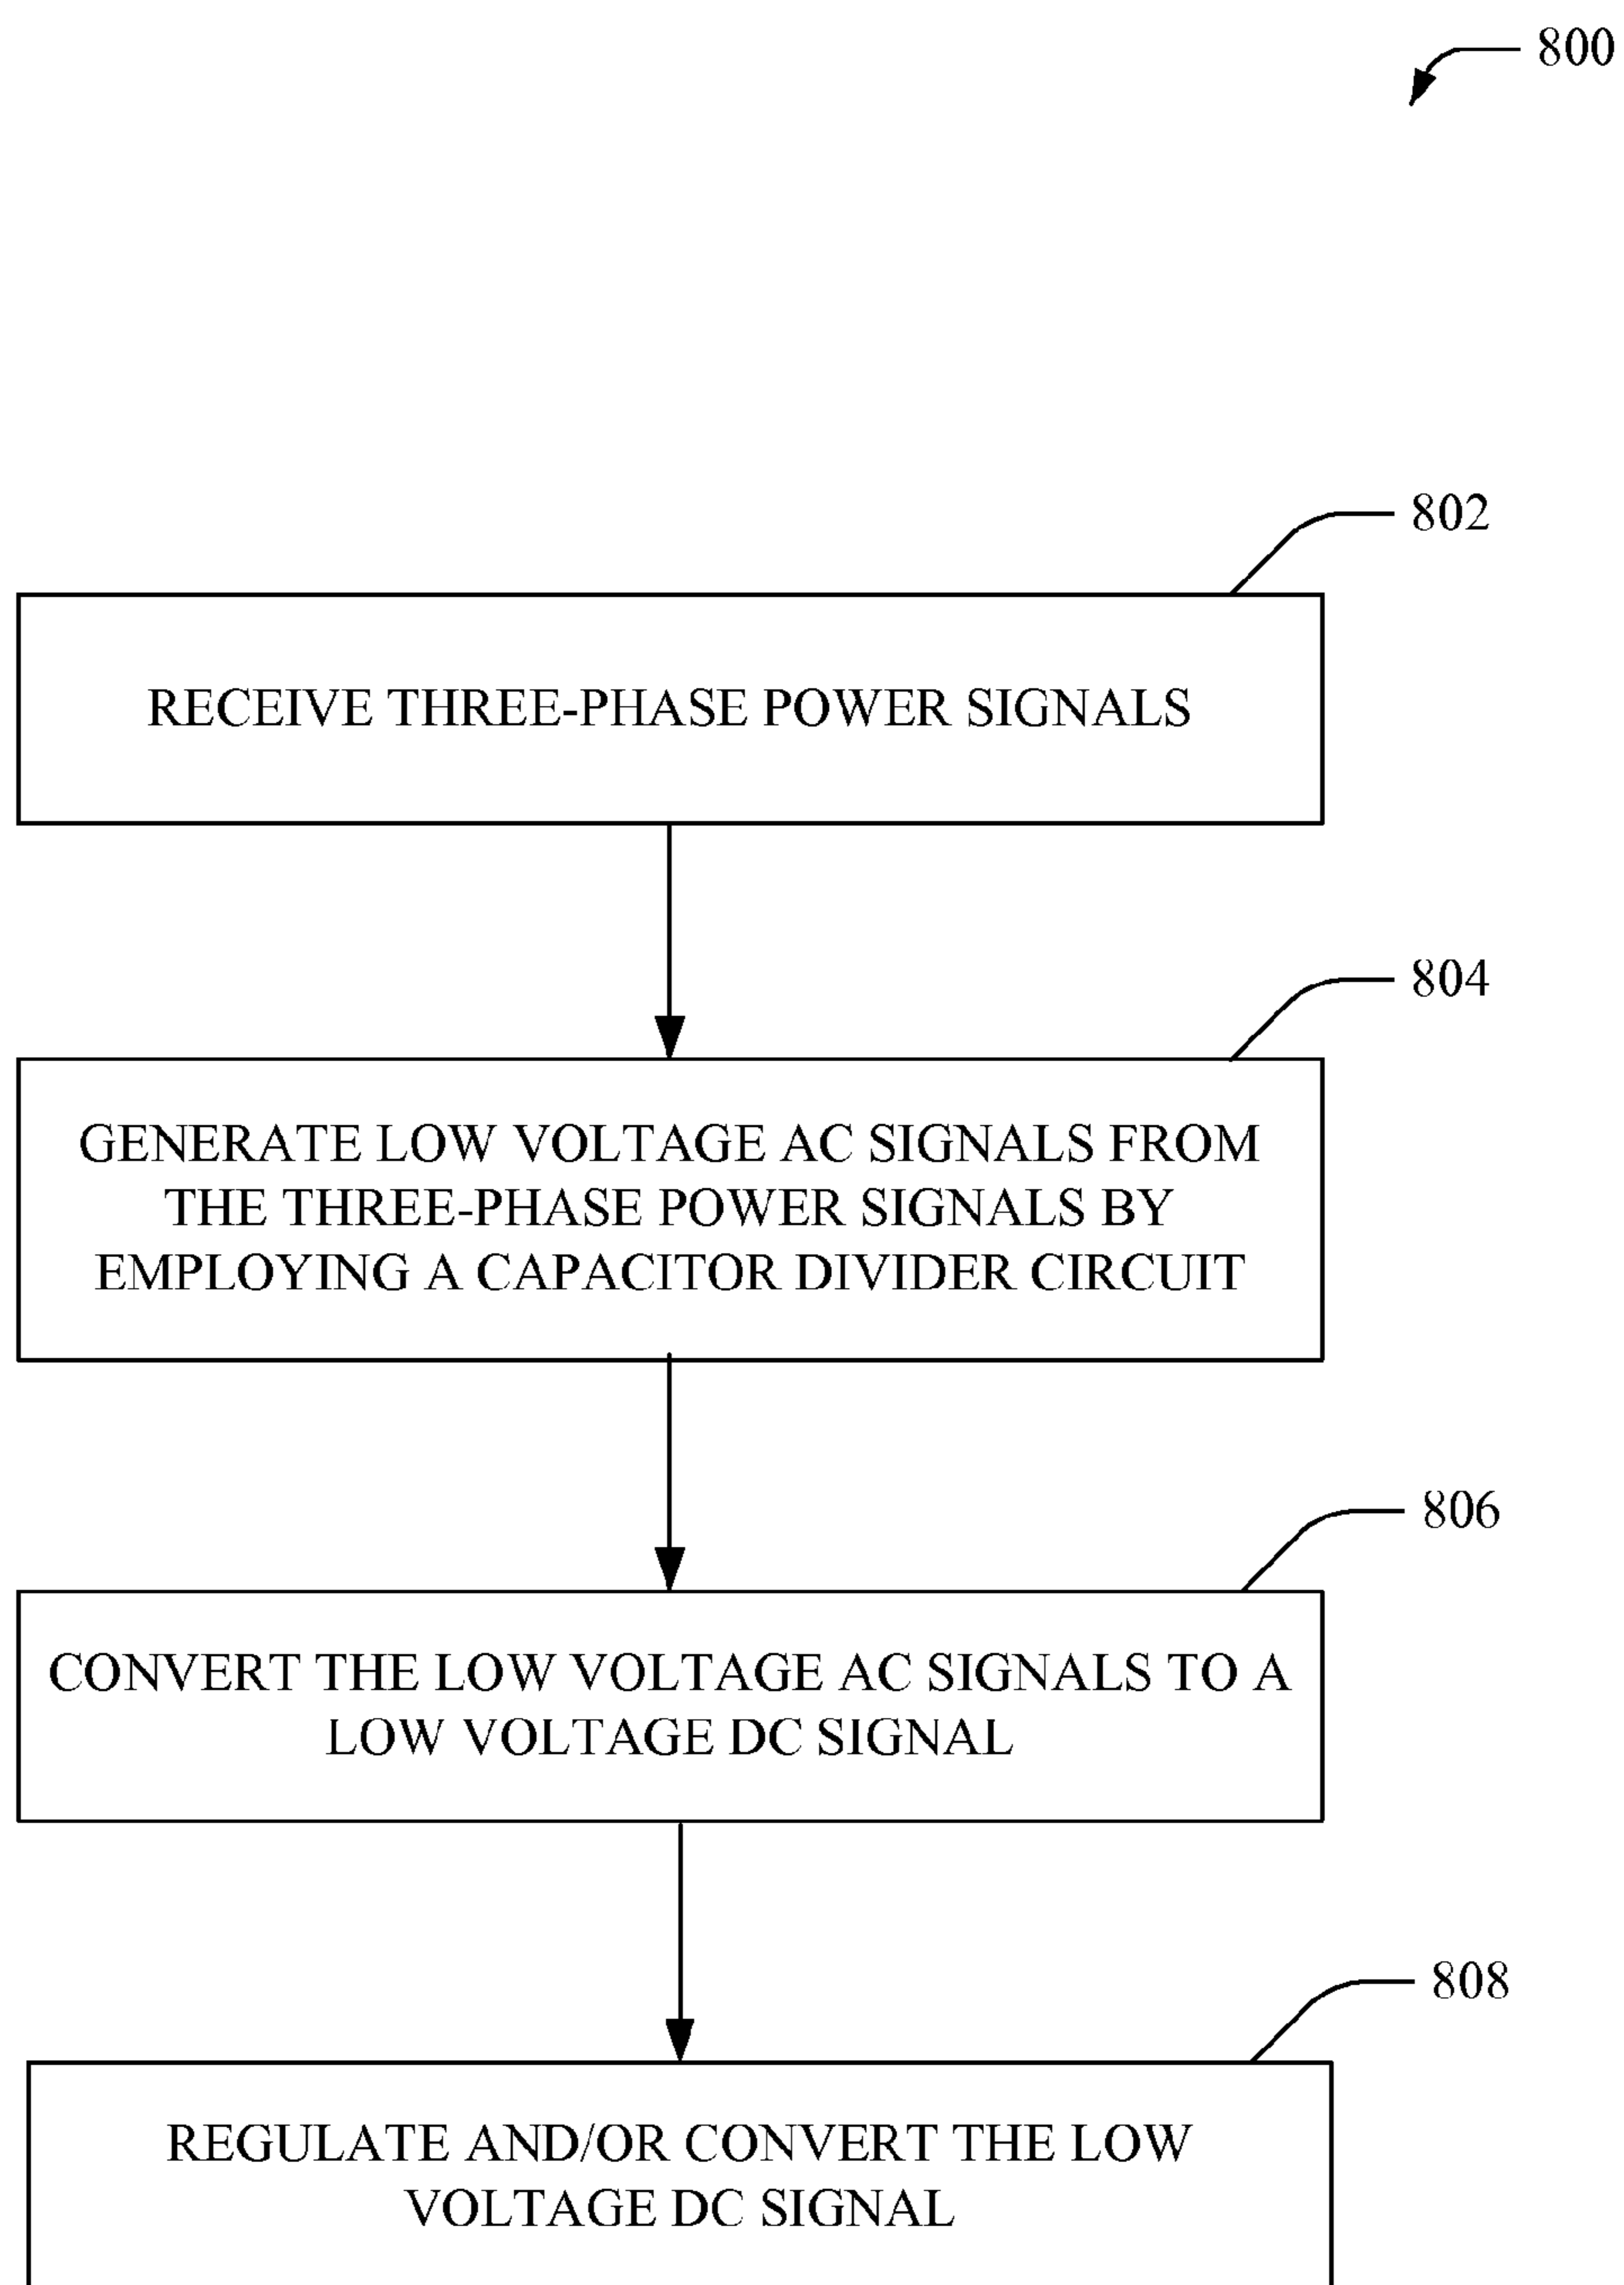 800
802
RECEIVE THREE-PHASE POWER SIGNALS
804
GENERATE LOW VOLTAGE AC SIGNALS FROM
THE THREE-PHASE POWER SIGNALS BY
EMPLOYING A CAPACITOR DIVIDER CIRCUIT
806
CONVERT THE LOW VOLTAGE AC SIGNALS TO A
LOW VOLTAGE DC SIGNAL
808
REGULATE AND/OR CONVERT THE LOW
VOLTAGE DC SIGNAL